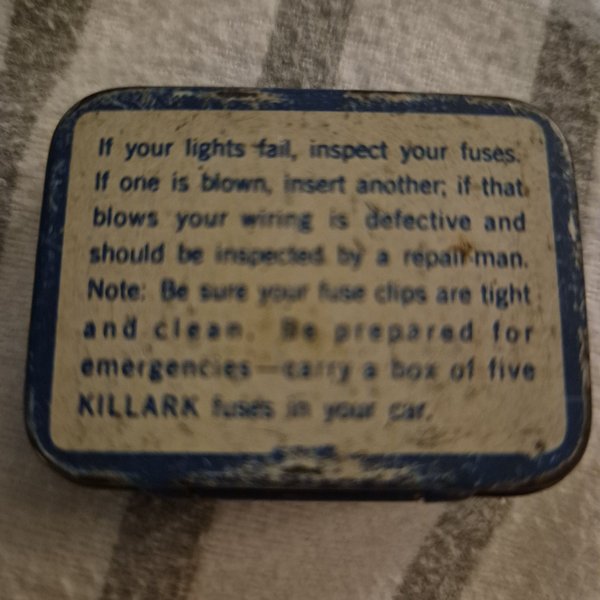 If your lights fail, inspect your fuses.
If one is blown, insert another; if that
blows your wiring is defective and
should be inspected by a repair man.
Note: Be sure your fuse clips are tight
and clean. Be prepared for
emergencies—carry a box of five
KILLARK fuses in your car.